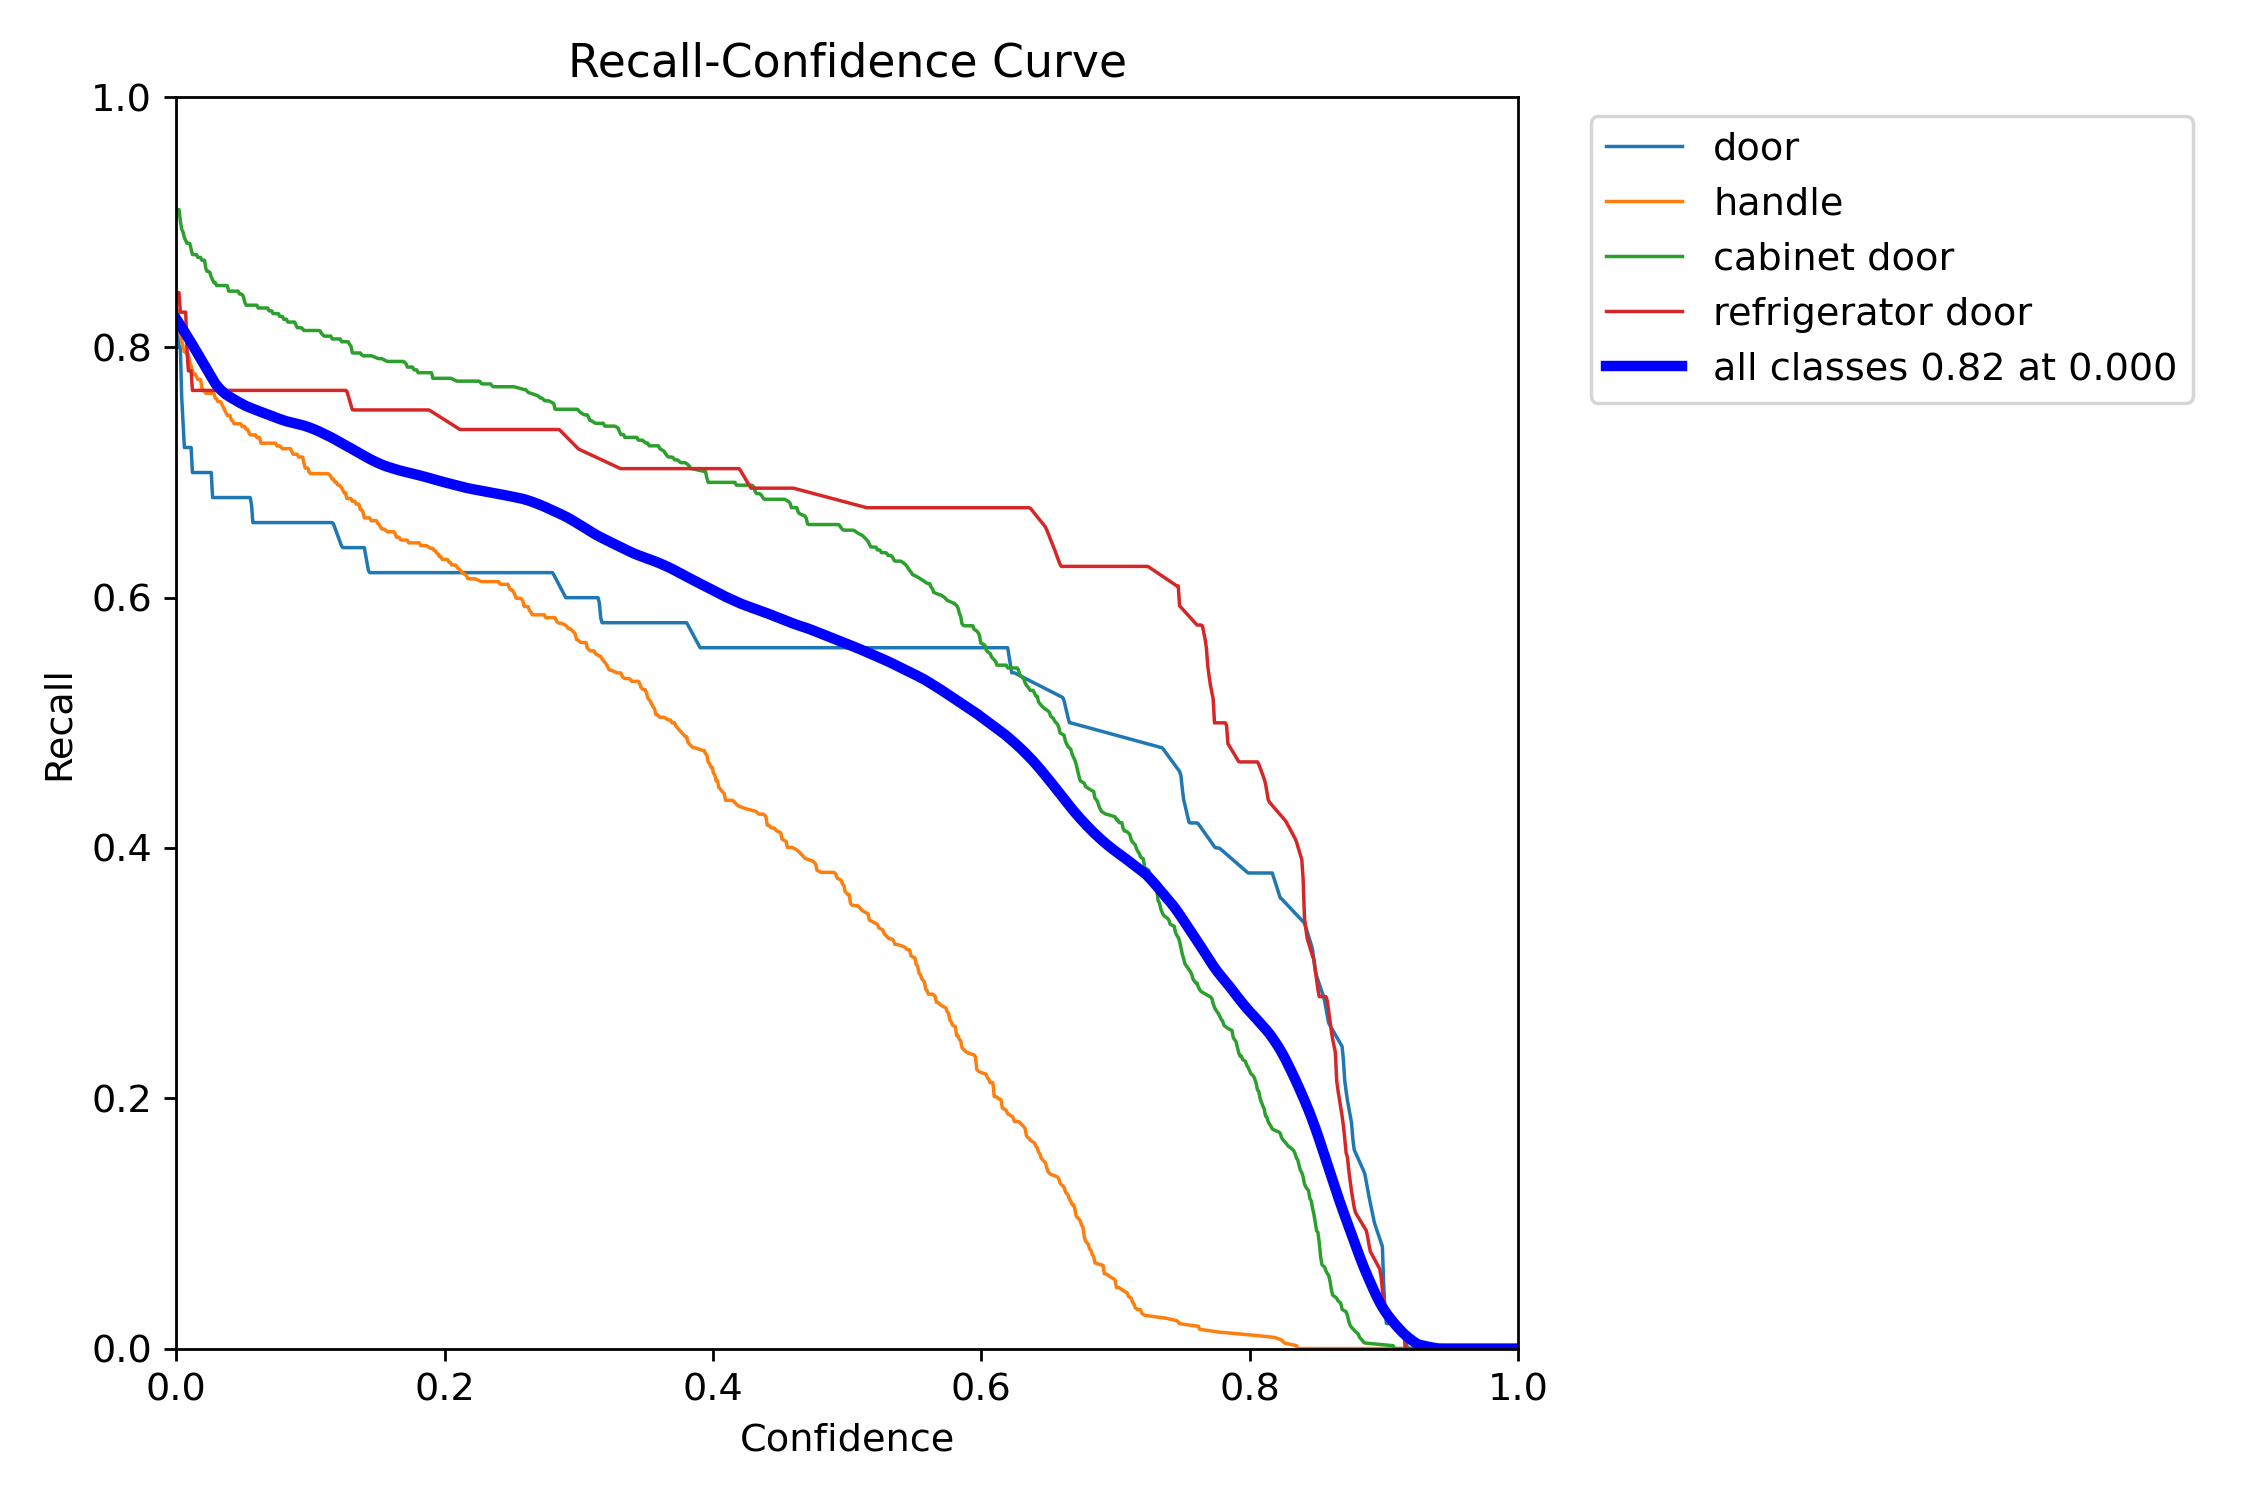 Recall-Confidence Curve
1.0
0.8
0.6
0.4
0.2
0.0
Recall
0.0 0.2 0.4 0.6 0.8 1.0
Confidence
door
handle
cabinet door
refrigerator door
all classes 0.82 at 0.000